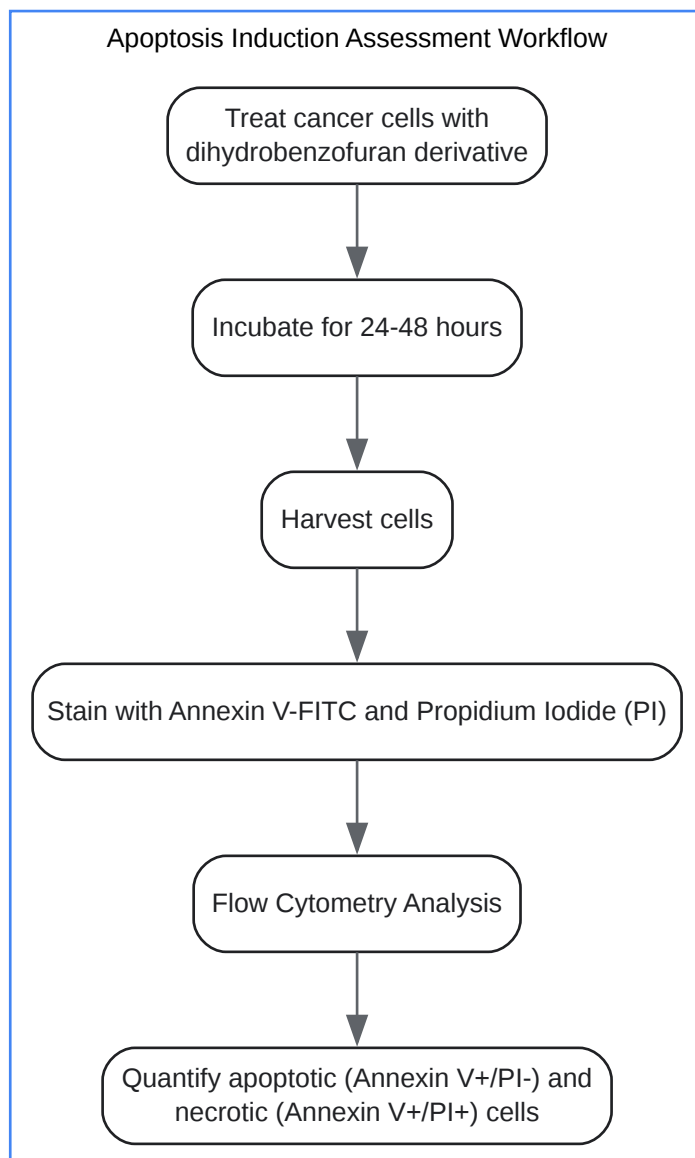 Apoptosis Induction Assessment Workflow
Treat cancer cells with
dihydrobenzofuran derivative
Incubate for 24-48 hours
Harvest cells
Stain with Annexin V-FITC and Propidium Iodide (PI)
Flow Cytometry Analysis
Quantify apoptotic (Annexin V+/PI-) and
necrotic (Annexin V+/PI+) cells